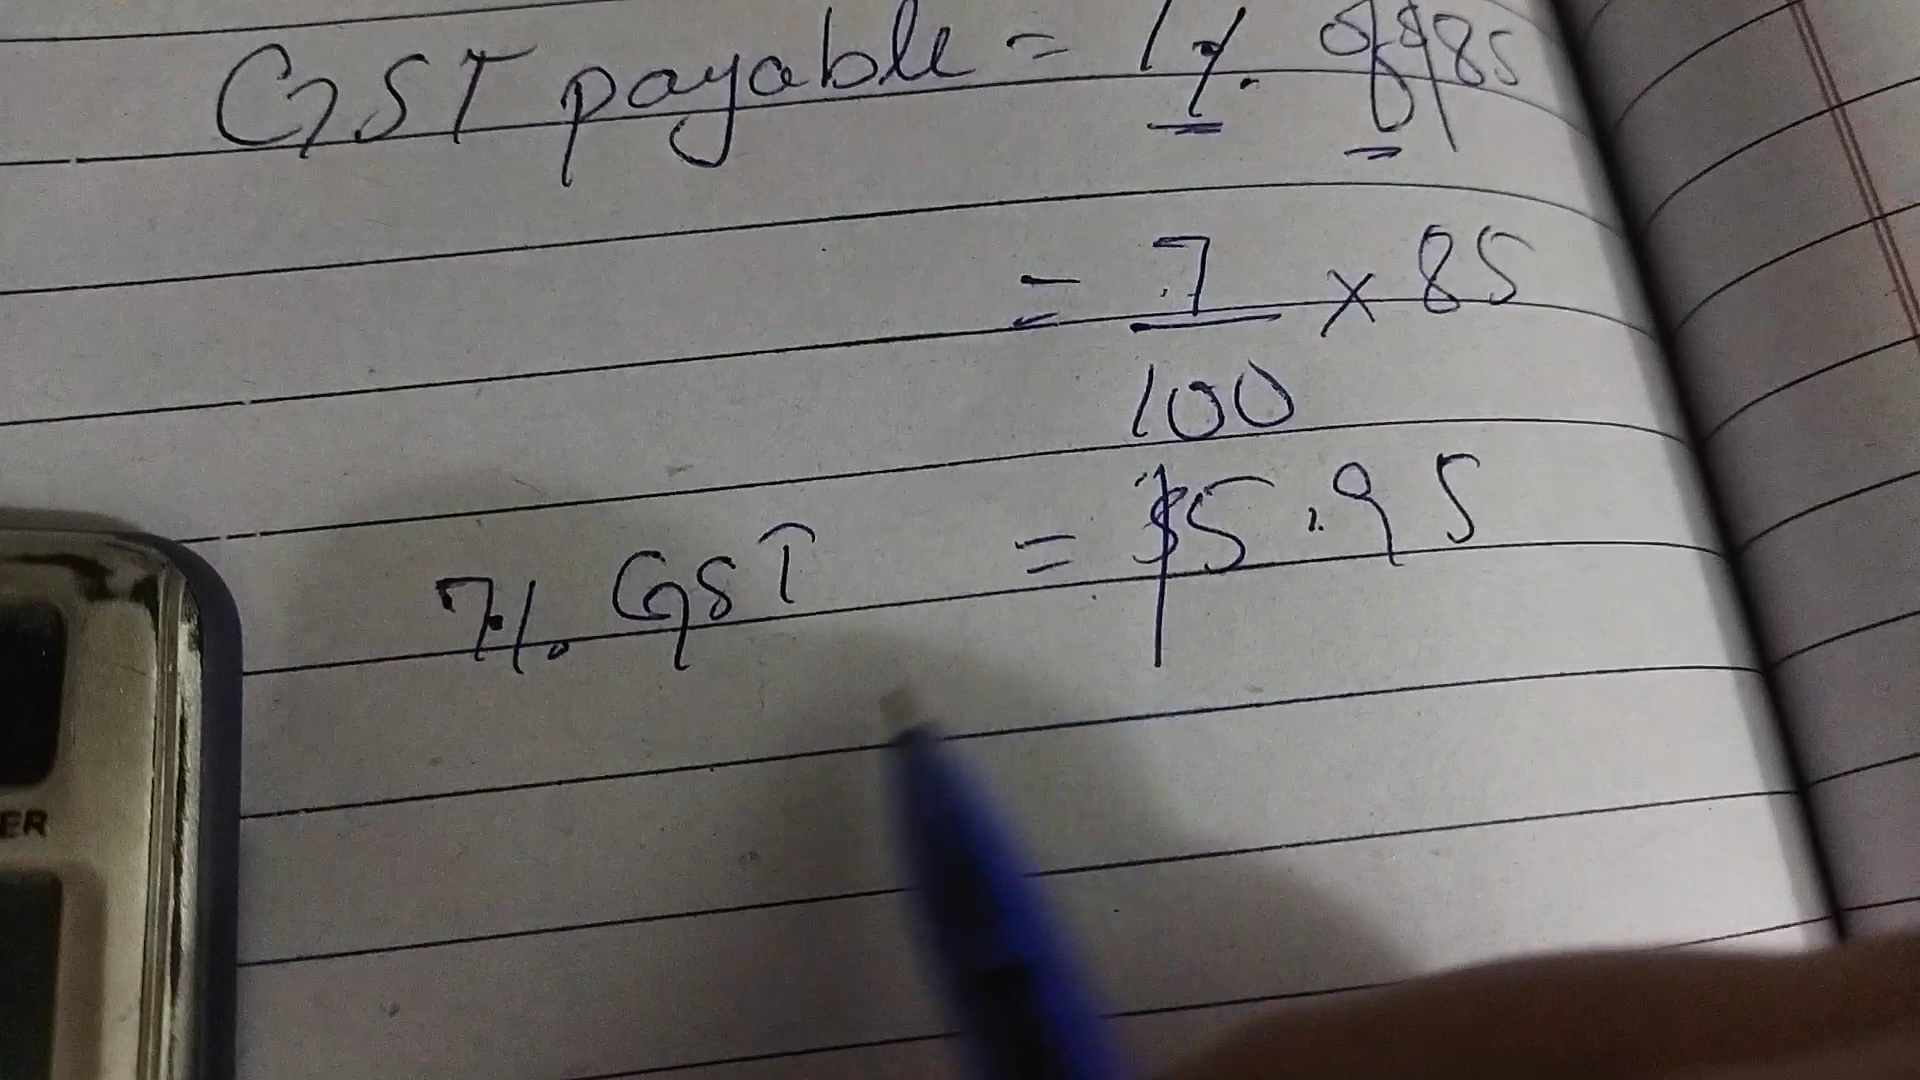 GST payable = 7% of $85
= 7/100 × 85
7% GST = $5.95
ER